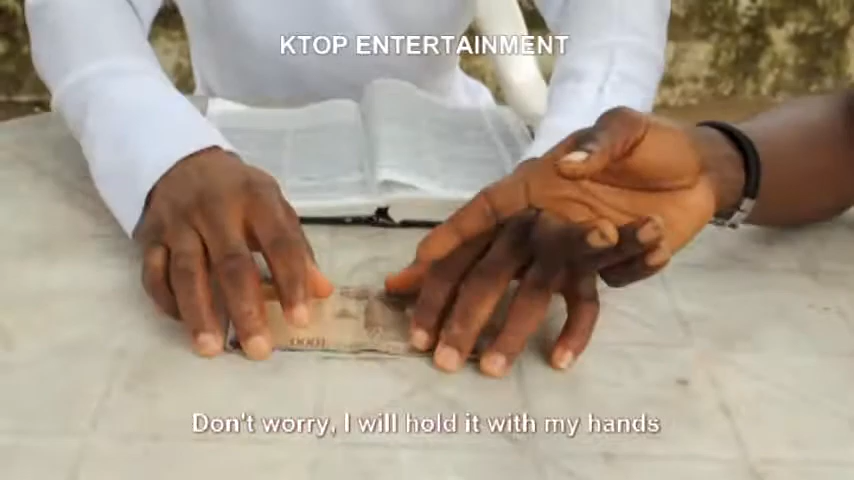 KTOP ENTERTAINMENT
1000
Don't worry, I will hold it with my hands